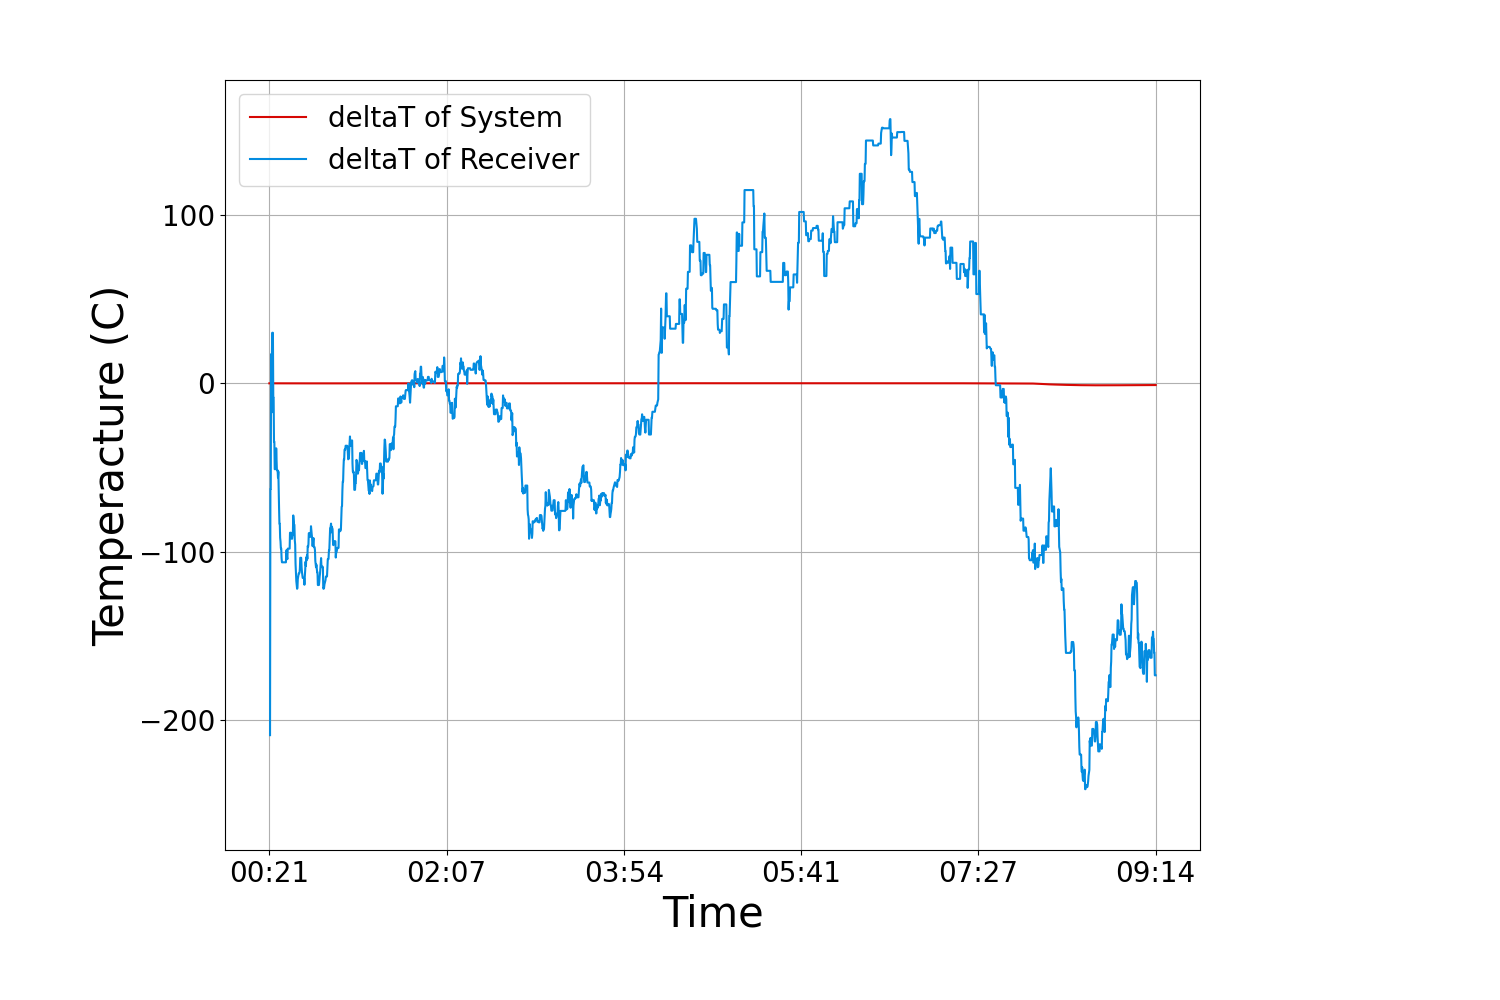 deltaT of System
deltaT of Receiver
100
0
−100
−200
Temperacture (C)
00:21 02:07 03:54 05:41 07:27 09:14
Time